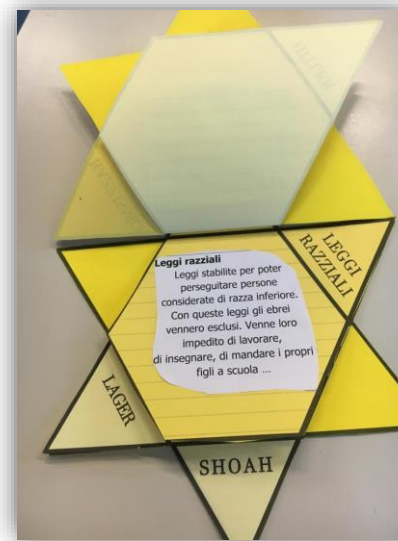 Leggi razziali
Leggi stabilite per poter
perseguitare persone
considerate di razza inferiore.
Con queste leggi gli ebrei
vennero esclusi. Venne loro
impedito di lavorare,
di insegnare, di mandare i propri
figli a scuola ...
LEGGI
RAZZIALI
LAGER
SHOAH